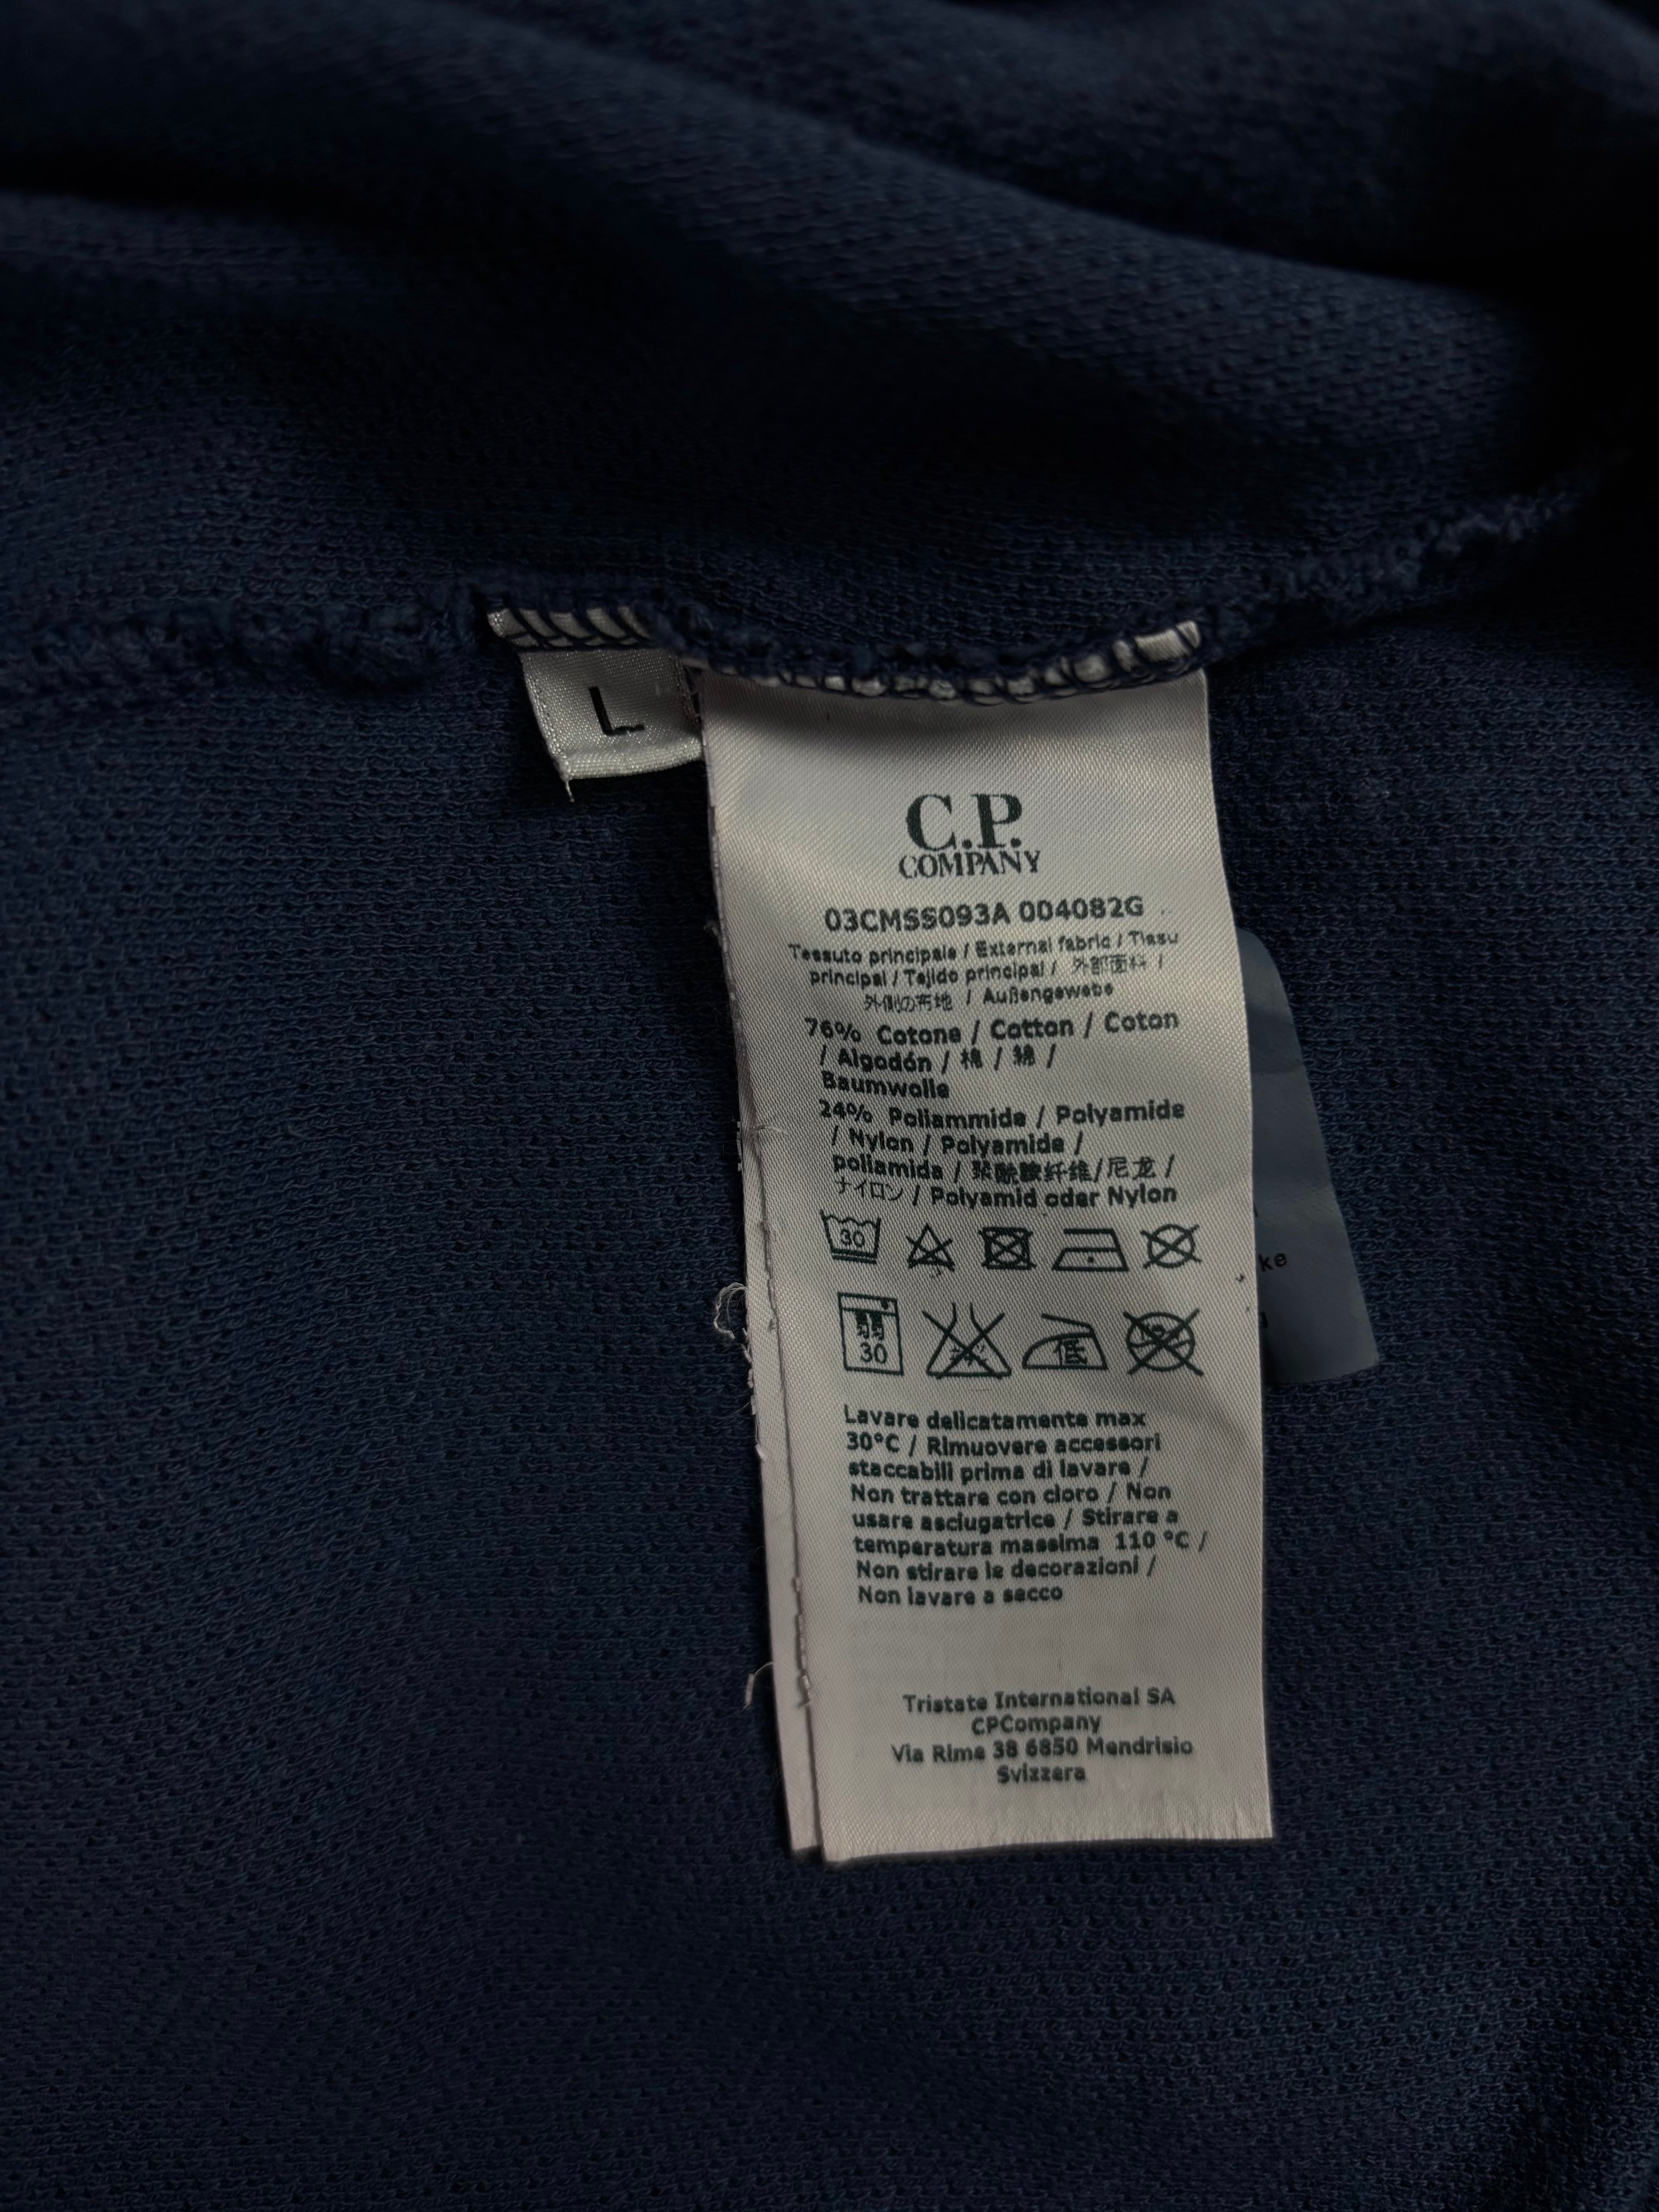 L
C.P.
COMPANY
03CMSS093A 004082G
Tessuto principale / External fabric / Tissu
principal / Tejido principal / 外部面料 /
外側の布地 / Außengewebe
76% Cotone / Cotton / Coton
/ Algodón / 棉 / 綿 /
Baumwolle
24% Poliammide / Polyamide
/ Nylon / Polyamide /
poliamida / 聚酰胺纤维/尼龙 /
ナイロン / Polyamid oder Nylon
30
弱
30
低
Lavare delicatamente max
30°C / Rimuovere accessori
staccabili prima di lavare /
Non trattare con cloro / Non
usare asciugatrice / Stirare a
temperatura massima 110 °C /
Non stirare le decorazioni /
Non lavare a secco
Tristate International SA
CPCompany
Via Rime 38 6850 Mendrisio
Svizzera